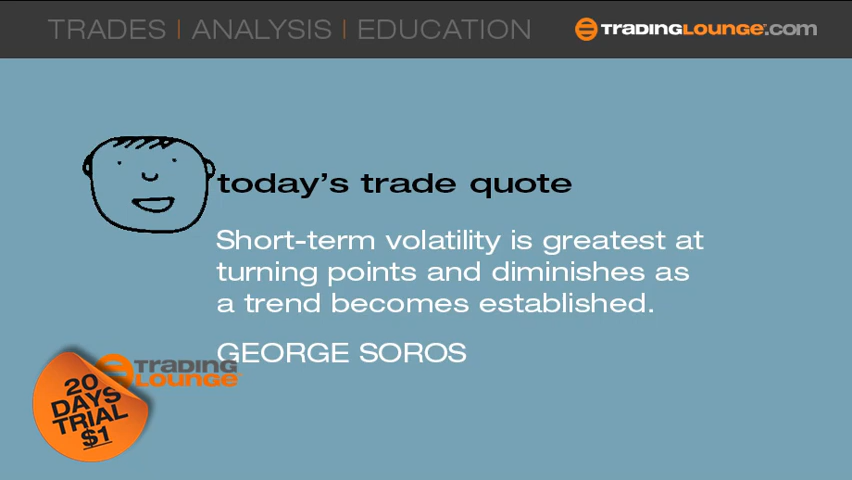 TRADES | ANALYSIS | EDUCATION
TRADINGLOUNGE.com
today's trade quote
Short-term volatility is greatest at
turning points and diminishes as
a trend becomes established.
GEORGE SOROS
TRADING
LOUNGE
20
DAYS
TRIAL
$1